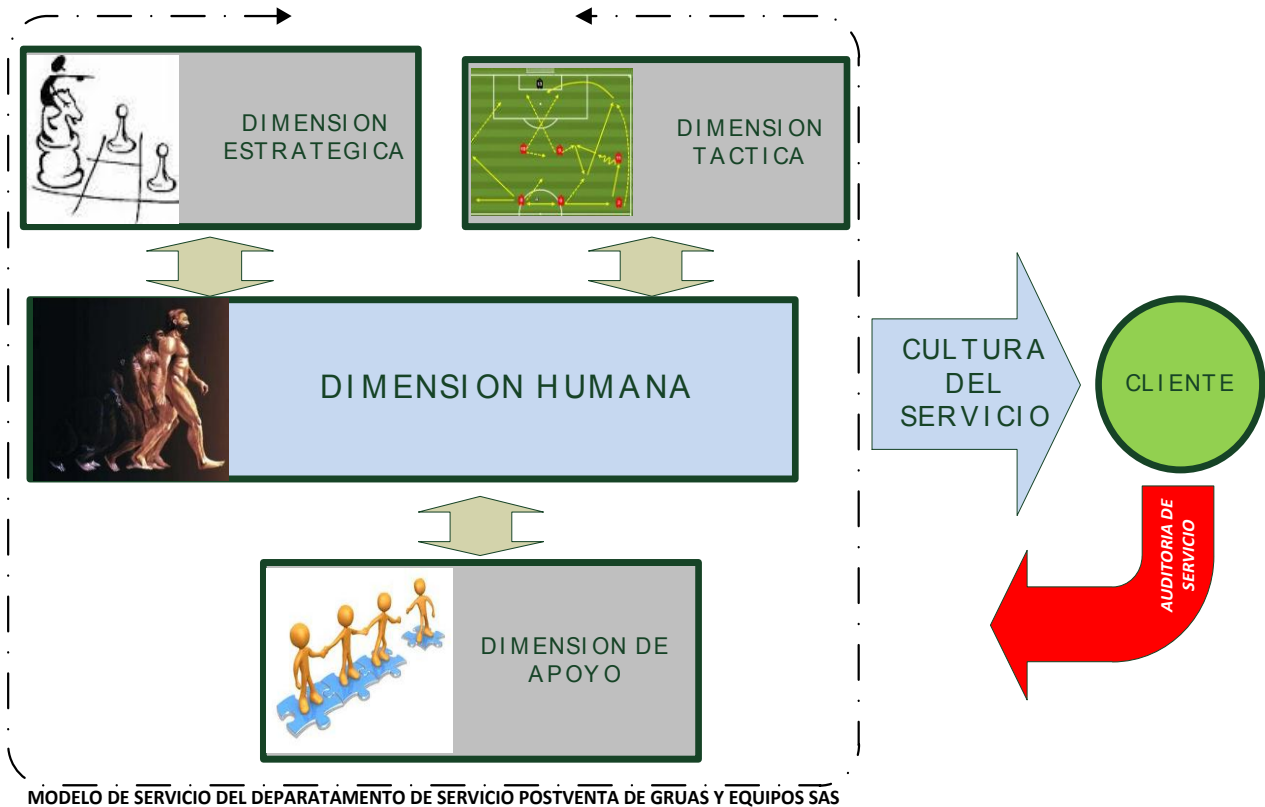 DIMENSION
ESTRATEGICA
DIMENSION
TACTICA
DIMENSION HUMANA
CULTURA
DEL
SERVICIO
CLIENTE
AUDITORIA DE
SERVICIO
DIMENSION DE
APOYO
MODELO DE SERVICIO DEL DEPARATAMENTO DE SERVICIO POSTVENTA DE GRUAS Y EQUIPOS SAS